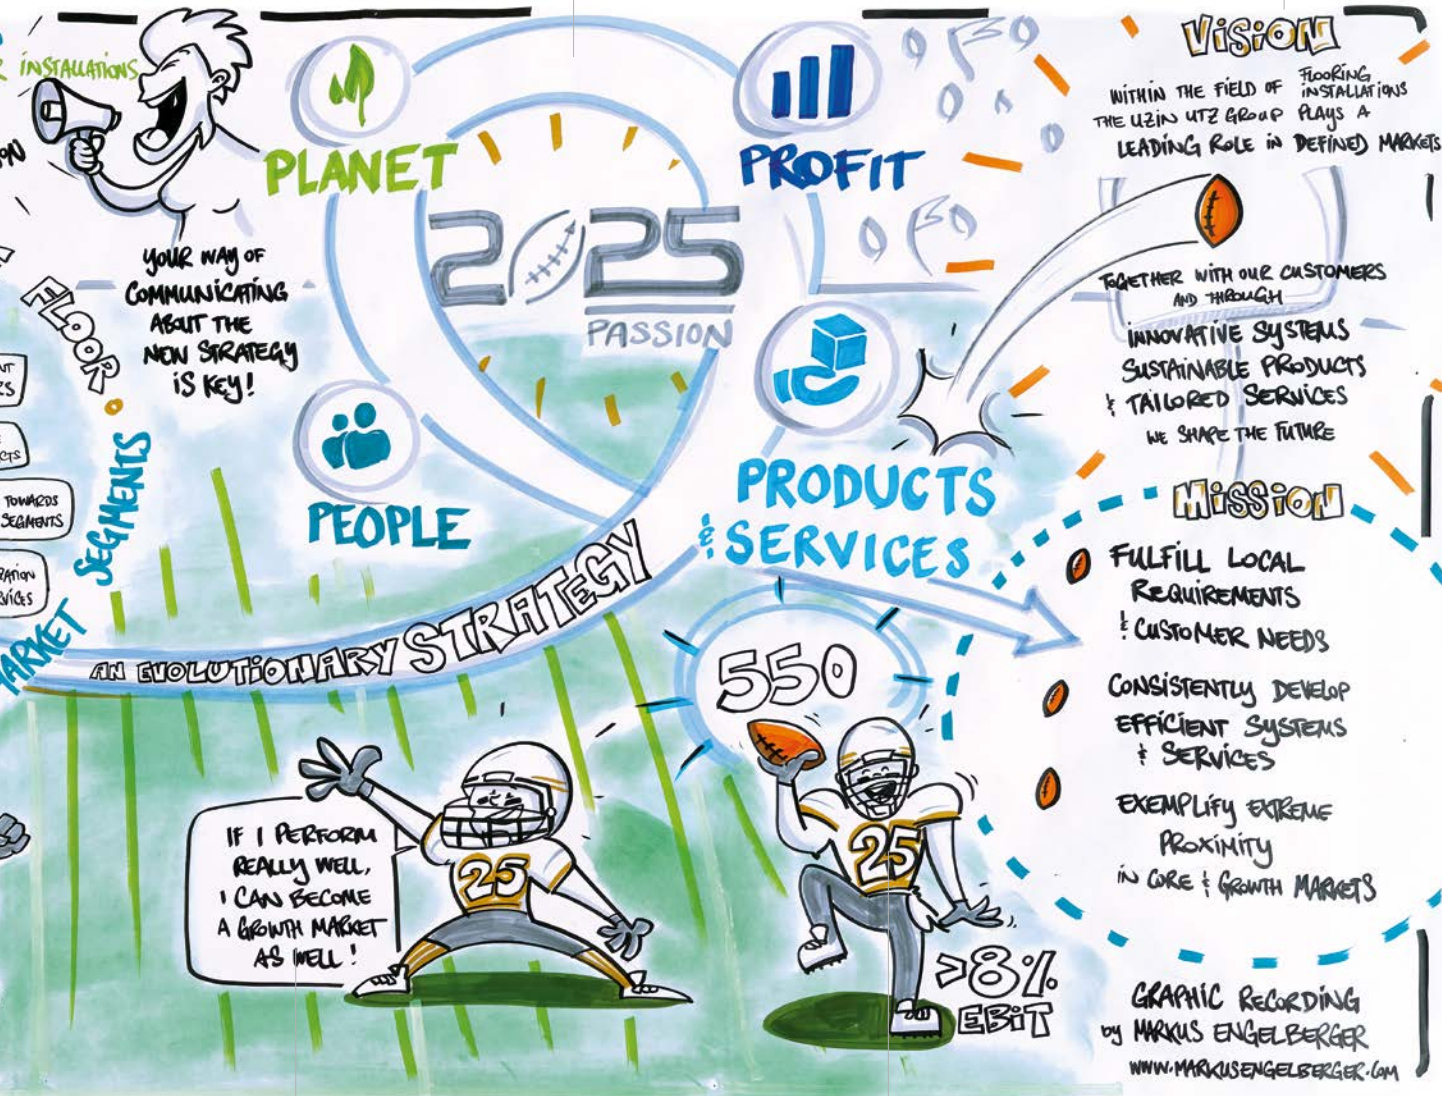 INSTALLATIONS
YOUR WAY OF
COMMUNICATING
ABOUT THE
NEW STRATEGY
IS KEY!
FLOOR
TOWARDS
SEGMENTS
SEGMENTS
MARKET
PLANET
PROFIT
2025
PASSION
PEOPLE
PRODUCTS
& SERVICES
AN EVOLUTIONARY STRATEGY
IF I PERFORM
REALLY WELL,
I CAN BECOME
A GROWTH MARKET
AS WELL!
25
550
25
>8%
EBIT
VISION
WITHIN THE FIELD OF FLOORING INSTALLATIONS
THE UZIN UTZ GROUP PLAYS A
LEADING ROLE IN DEFINED MARKETS
TOGETHER WITH OUR CUSTOMERS
AND THROUGH
INNOVATIVE SYSTEMS
SUSTAINABLE PRODUCTS
& TAILORED SERVICES
WE SHAPE THE FUTURE
MISSION
FULFILL LOCAL
REQUIREMENTS
& CUSTOMER NEEDS
CONSISTENTLY DEVELOP
EFFICIENT SYSTEMS
& SERVICES
EXEMPLIFY EXTREME
PROXIMITY
IN CORE & GROWTH MARKETS
GRAPHIC RECORDING
by MARKUS ENGELBERGER
WWW.MARKUSENGELBERGER.COM